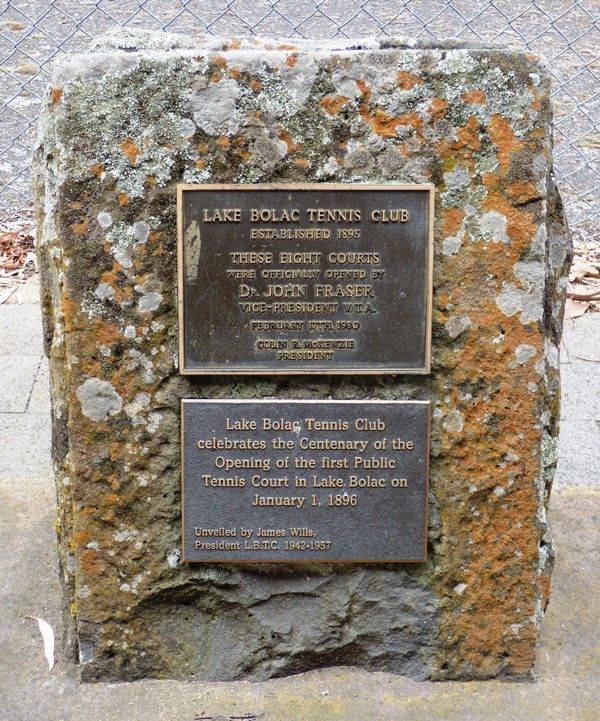 LAKE BOLAC TENNIS CLUB
ESTABLISHED 1895
THESE EIGHT COURTS
WERE OFFICIALLY OPENED BY
DR. JOHN FRASER
VICE-PRESIDENT V.T.A.
FEBRUARY 17TH, 1980
COLIN R. MCKENZIE
PRESIDENT
Lake Bolac Tennis Club
celebrates the Centenary of the
Opening of the first Public
Tennis Court in Lake Bolac on
January 1, 1896
Unveiled by James Wills,
President L.B.T.C. 1942-1957